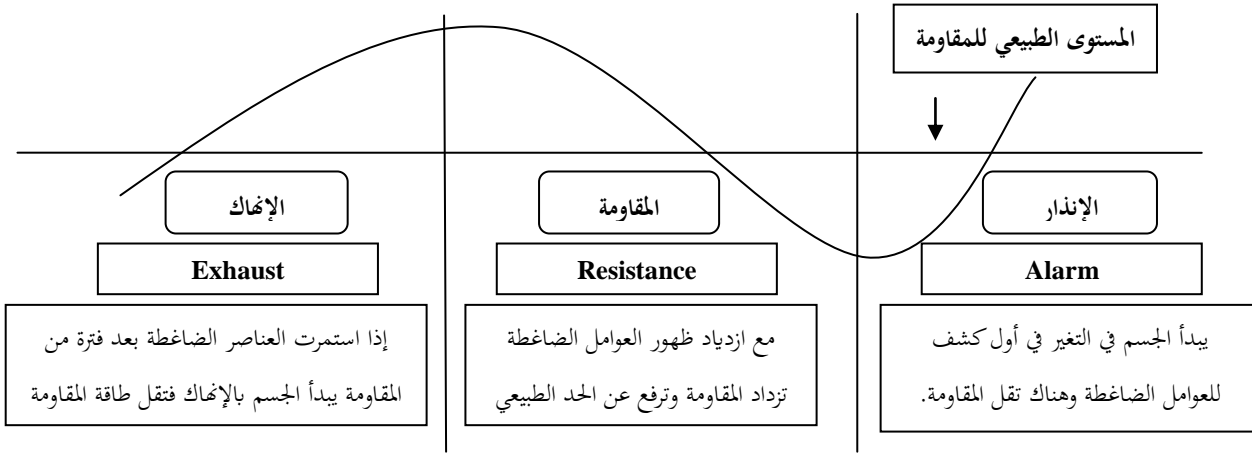 المستوى الطبيعي للمقاومة
الإنذار
Alarm
يبدأ الجسم في التغير في أول كشف
للعوامل الضاغطة وهناك تقل المقاومة.
المقاومة
Resistance
مع ازدياد ظهور العوامل الضاغطة
تزداد المقاومة وترفع عن الحد الطبيعي
الإنهاك
Exhaust
إذا استمرت العناصر الضاغطة بعد فترة من
المقاومة يبدأ الجسم بالإنهاك فتقل طاقة المقاومة